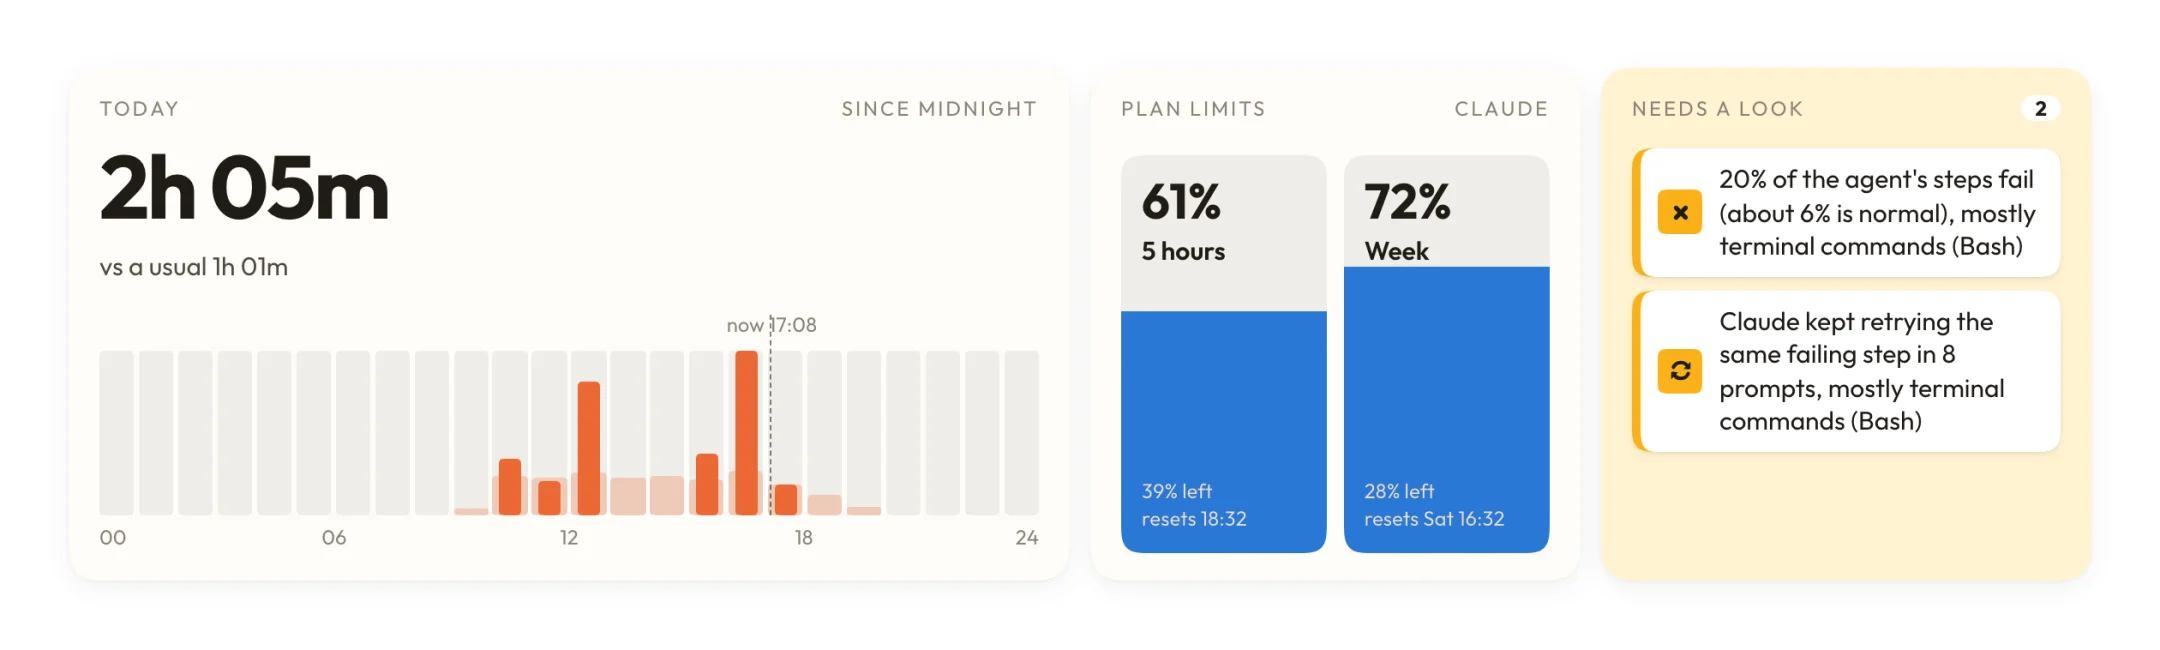 TODAY
SINCE MIDNIGHT
2h 05m
vs a usual 1h 01m
now 17:08
00 06 12 18 24
PLAN LIMITS
CLAUDE
61%
5 hours
39% left
resets 18:32
72%
Week
28% left
resets Sat 16:32
NEEDS A LOOK
2
20% of the agent's steps fail
(about 6% is normal), mostly
terminal commands (Bash)
Claude kept retrying the
same failing step in 8
prompts, mostly terminal
commands (Bash)